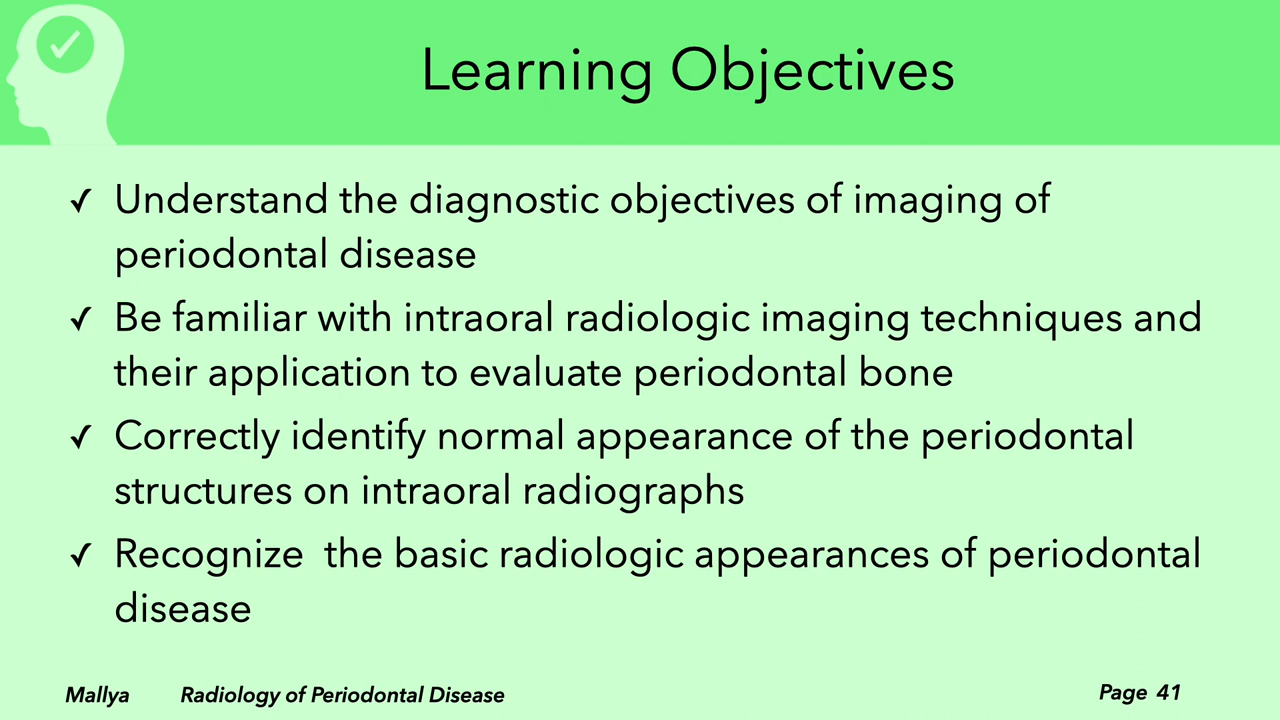 Learning Objectives
✓ Understand the diagnostic objectives of imaging of
periodontal disease
✓ Be familiar with intraoral radiologic imaging techniques and
their application to evaluate periodontal bone
✓ Correctly identify normal appearance of the periodontal
structures on intraoral radiographs
✓ Recognize  the basic radiologic appearances of periodontal
disease
Mallya Radiology of Periodontal Disease Page 41